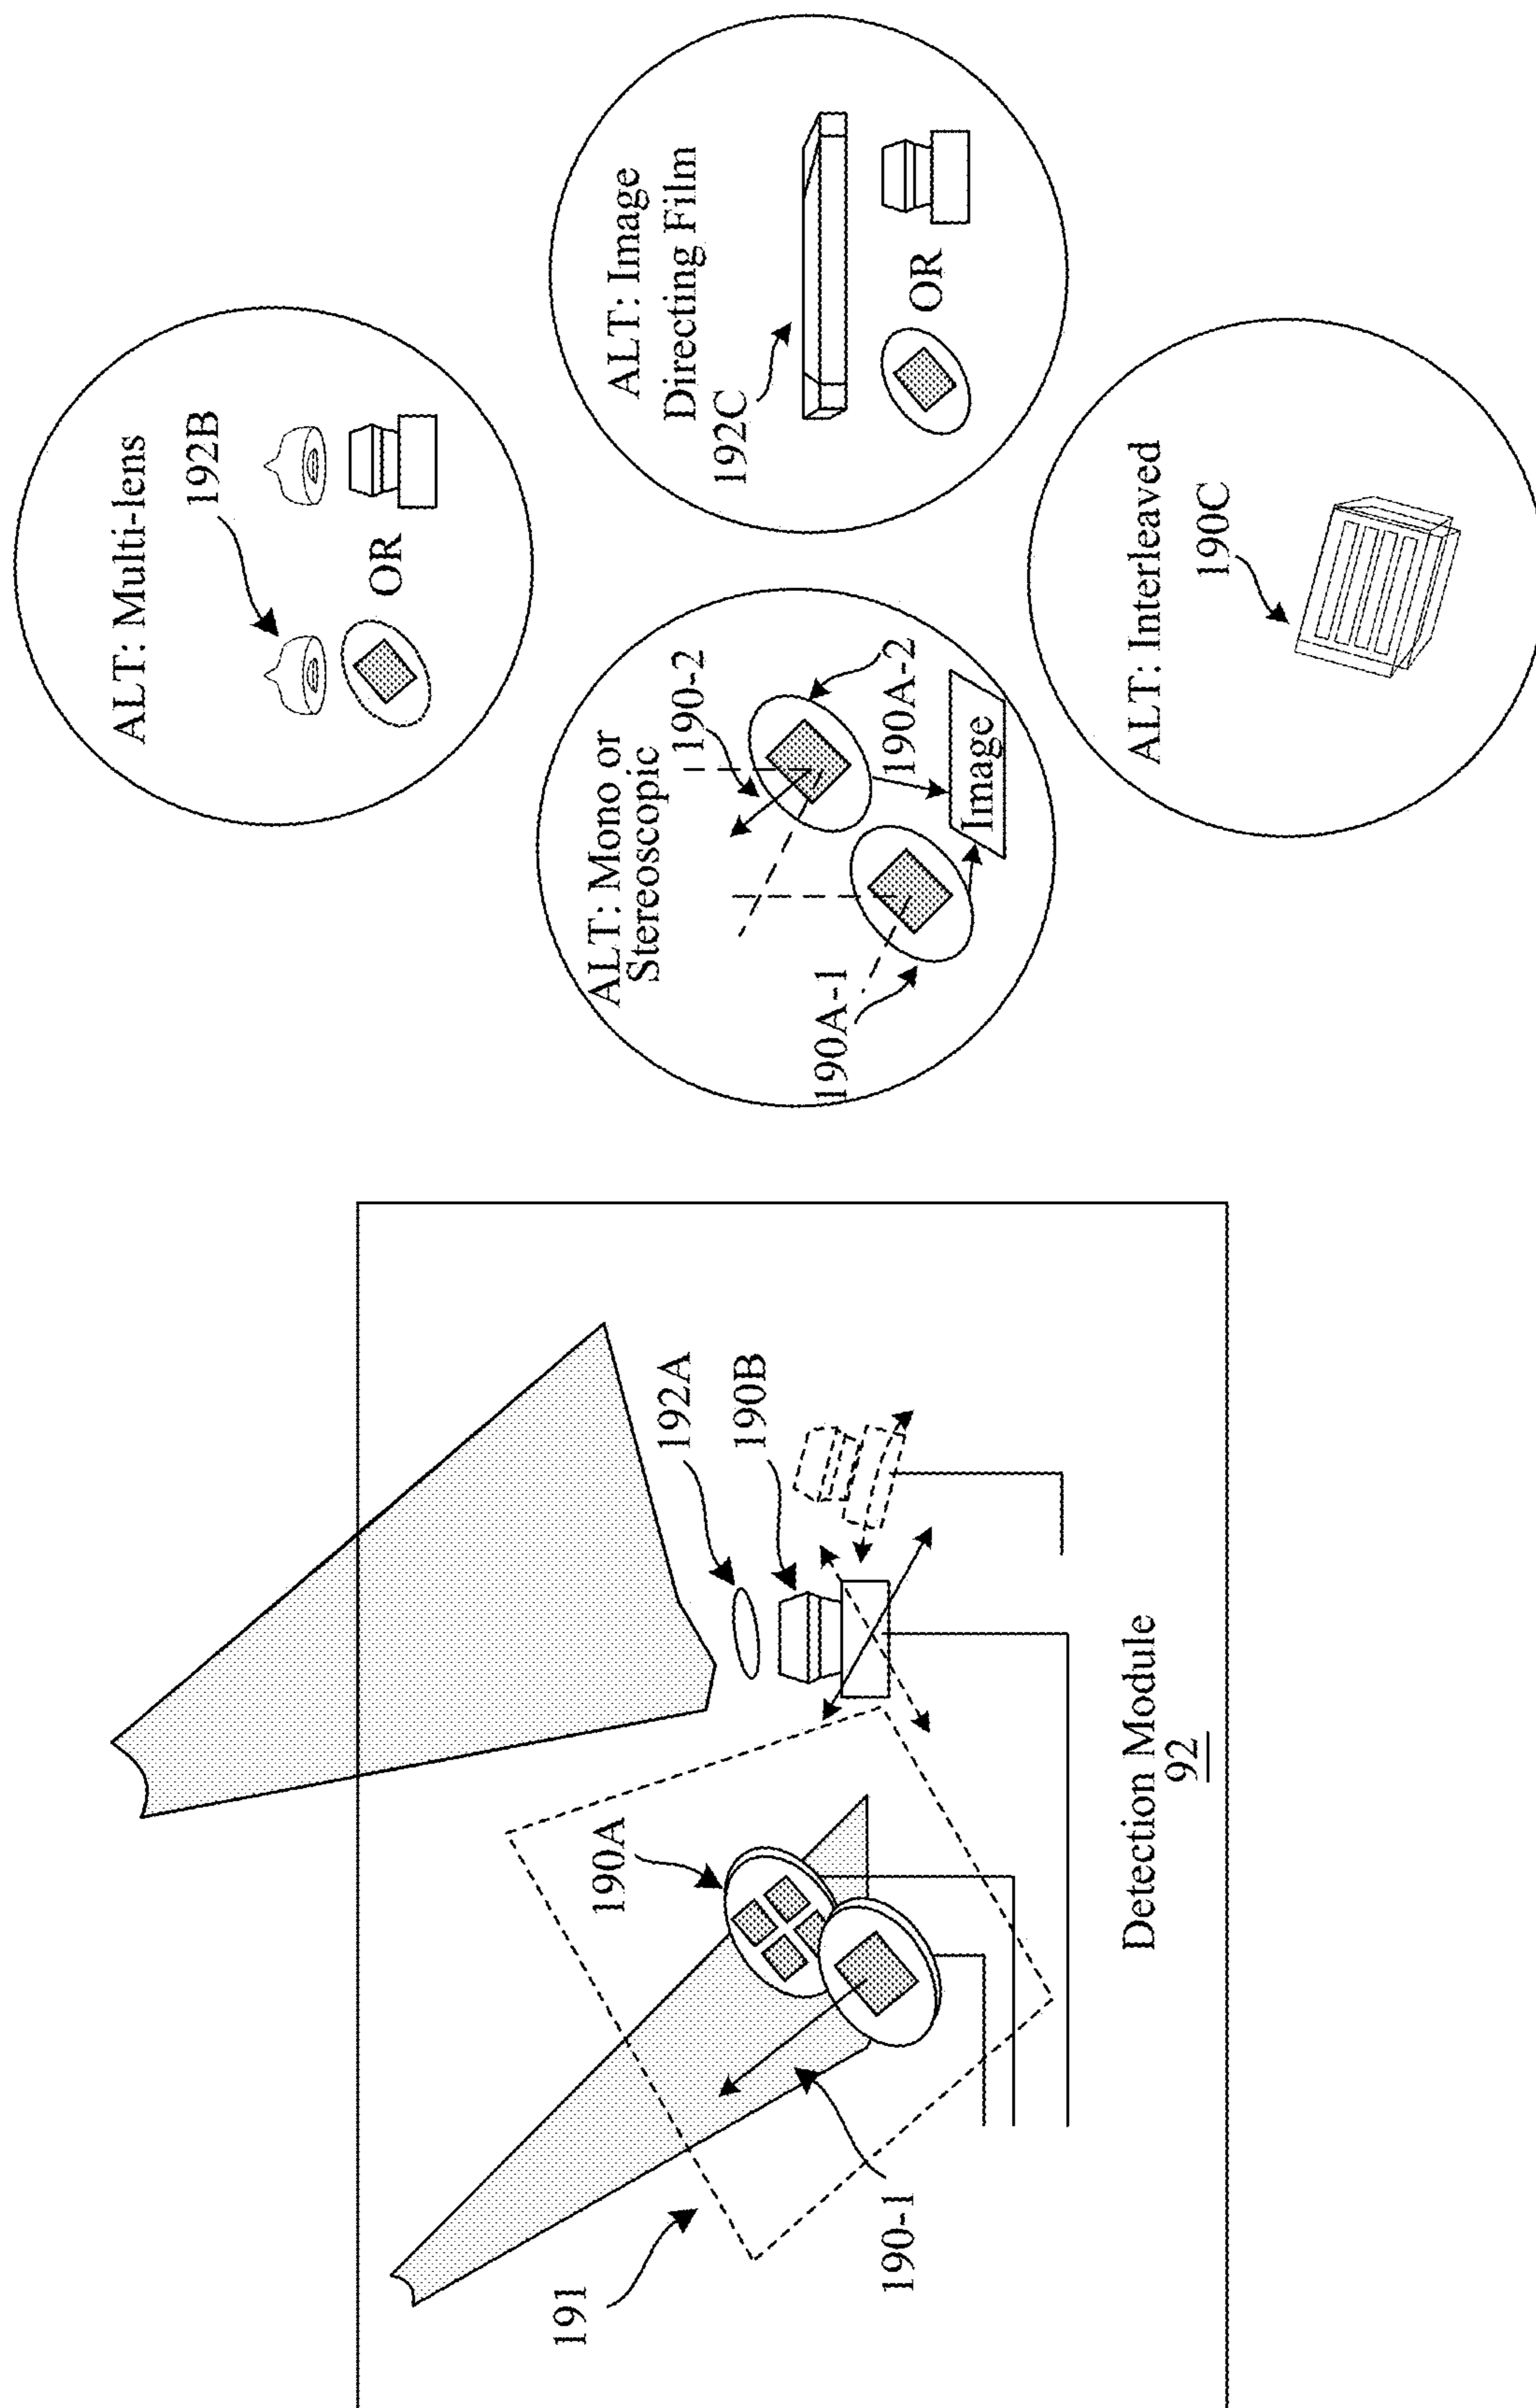 191
190-1
190A
192A
190B
Detection Module
92
ALT: Mono or
Stereoscopic
190-2
190A-1
190A-2
Image
ALT: Multi-lens
192B
OR
ALT: Image
Directing Film
192C
OR
ALT: Interleaved
190C